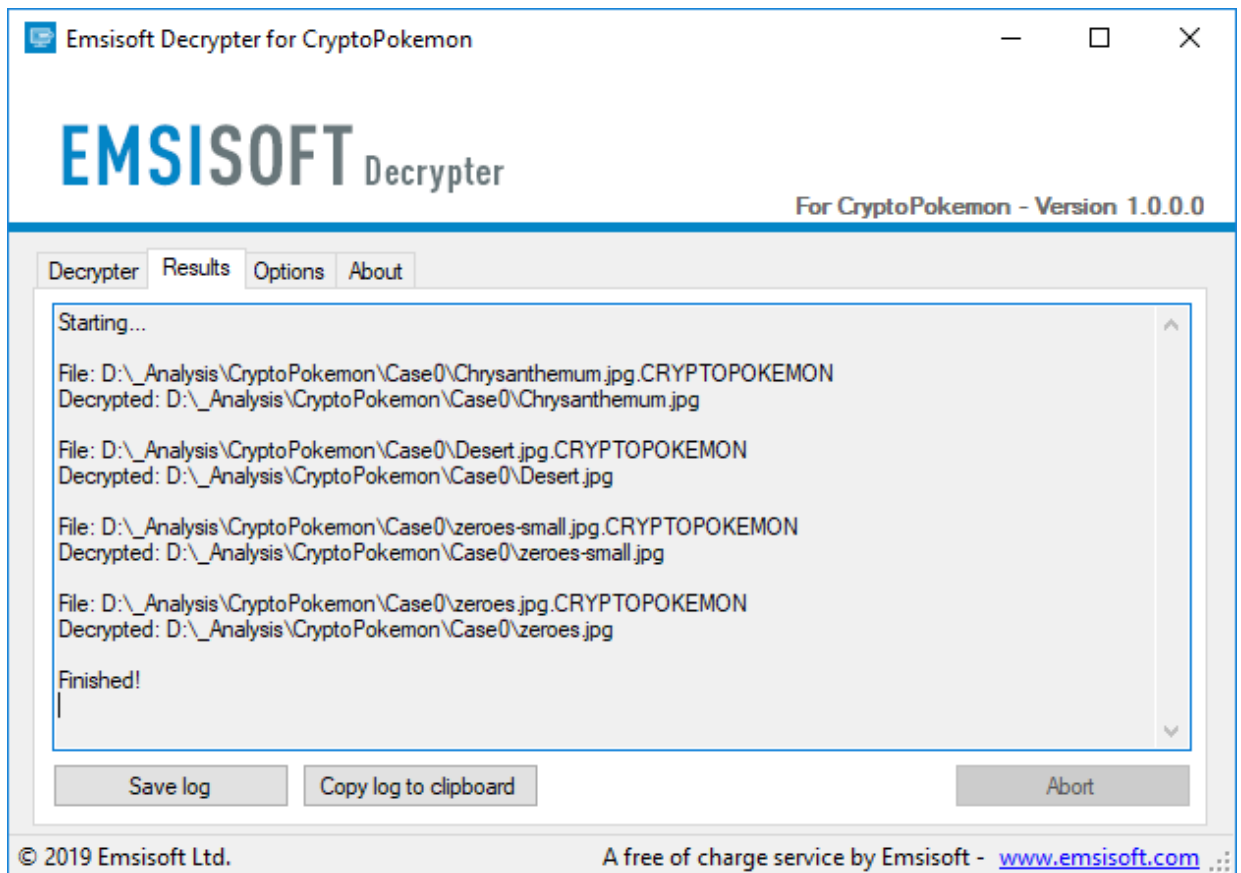 Emsisoft Decrypter for CryptoPokemon
EMSISOFT Decrypter
For CryptoPokemon - Version 1.0.0.0
Decrypter Results Options About
Starting...
File: D:\_Analysis\CryptoPokemon\Case0\Chrysanthemum.jpg.CRYPTOPOKEMON
Decrypted: D:\_Analysis\CryptoPokemon\Case0\Chrysanthemum.jpg
File: D:\_Analysis\CryptoPokemon\Case0\Desert.jpg.CRYPTOPOKEMON
Decrypted: D:\_Analysis\CryptoPokemon\Case0\Desert.jpg
File: D:\_Analysis\CryptoPokemon\Case0\zeroes-small.jpg.CRYPTOPOKEMON
Decrypted: D:\_Analysis\CryptoPokemon\Case0\zeroes-small.jpg
File: D:\_Analysis\CryptoPokemon\Case0\zeroes.jpg.CRYPTOPOKEMON
Decrypted: D:\_Analysis\CryptoPokemon\Case0\zeroes.jpg
Finished!
Save log Copy log to clipboard Abort
© 2019 Emsisoft Ltd. A free of charge service by Emsisoft - www.emsisoft.com